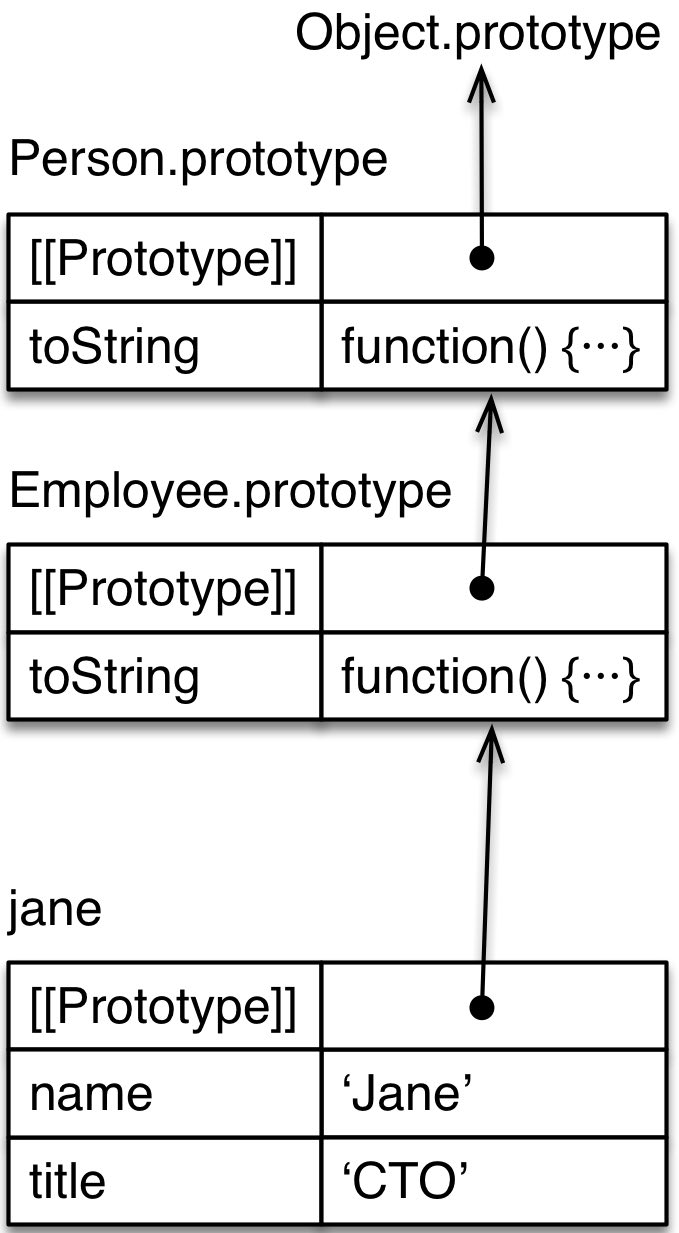 Object.prototype
Person.prototype
[[Prototype]]
toString function() {···}
Employee.prototype
[[Prototype]]
toString function() {···}
jane
[[Prototype]]
name ‘Jane’
title ‘CTO’